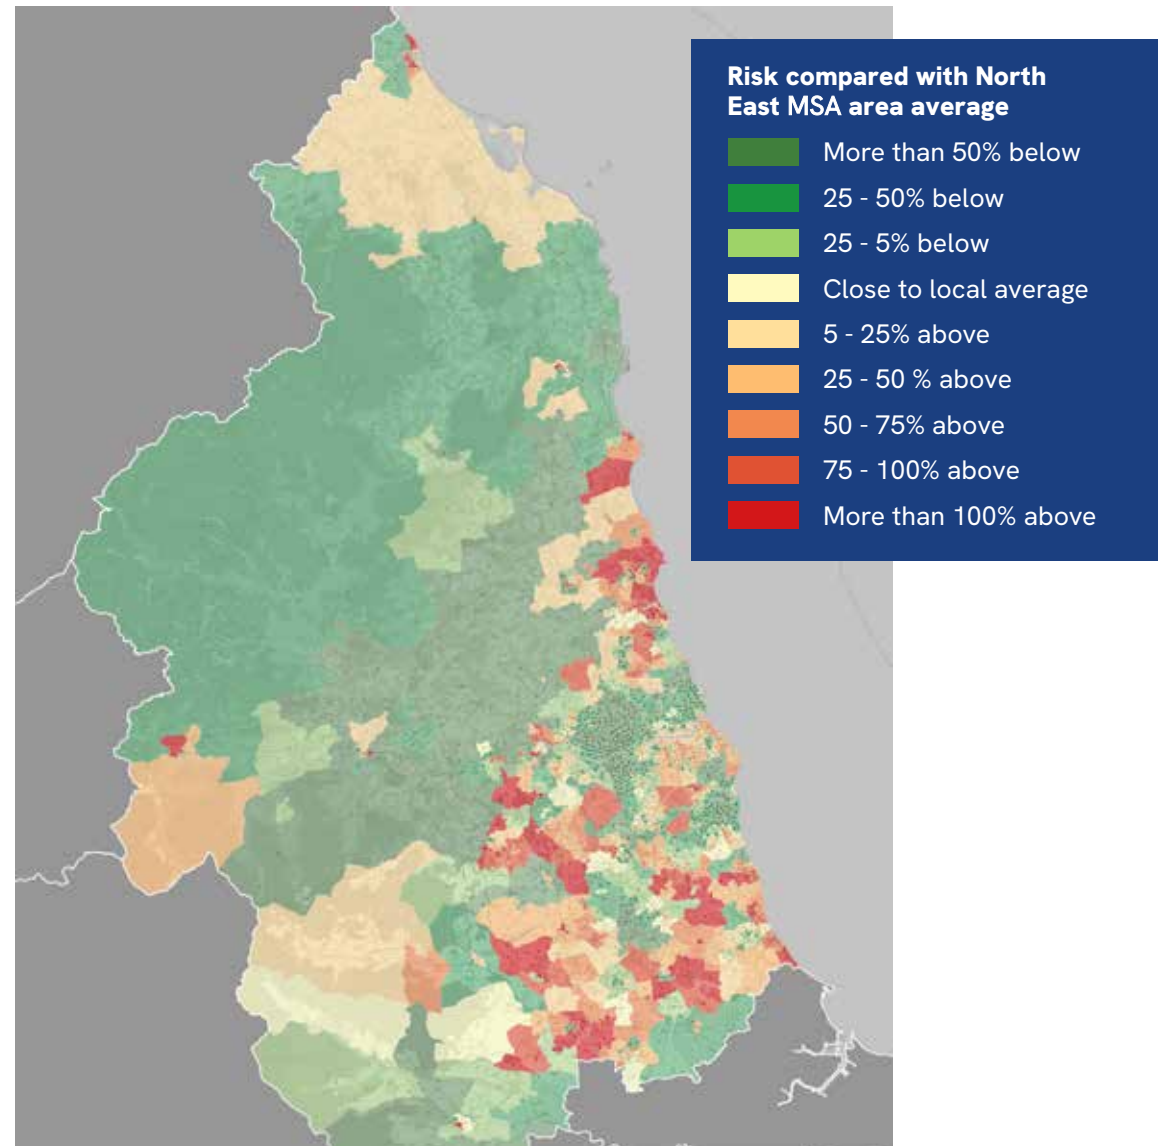 Risk compared with North
East MSA area average
More than 50% below
25 - 50% below
25 - 5% below
Close to local average
5 - 25% above
25 - 50 % above
50 - 75% above
75 - 100% above
More than 100% above